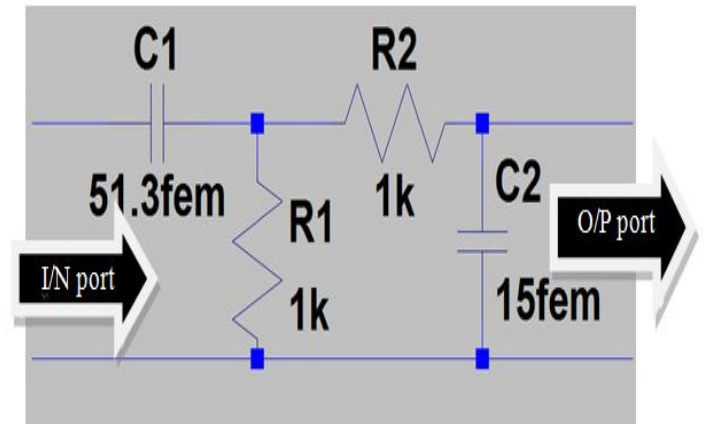 C1
R2
51.3fem
R1
1k
C2
O/P port
I/N port
1k
15fem